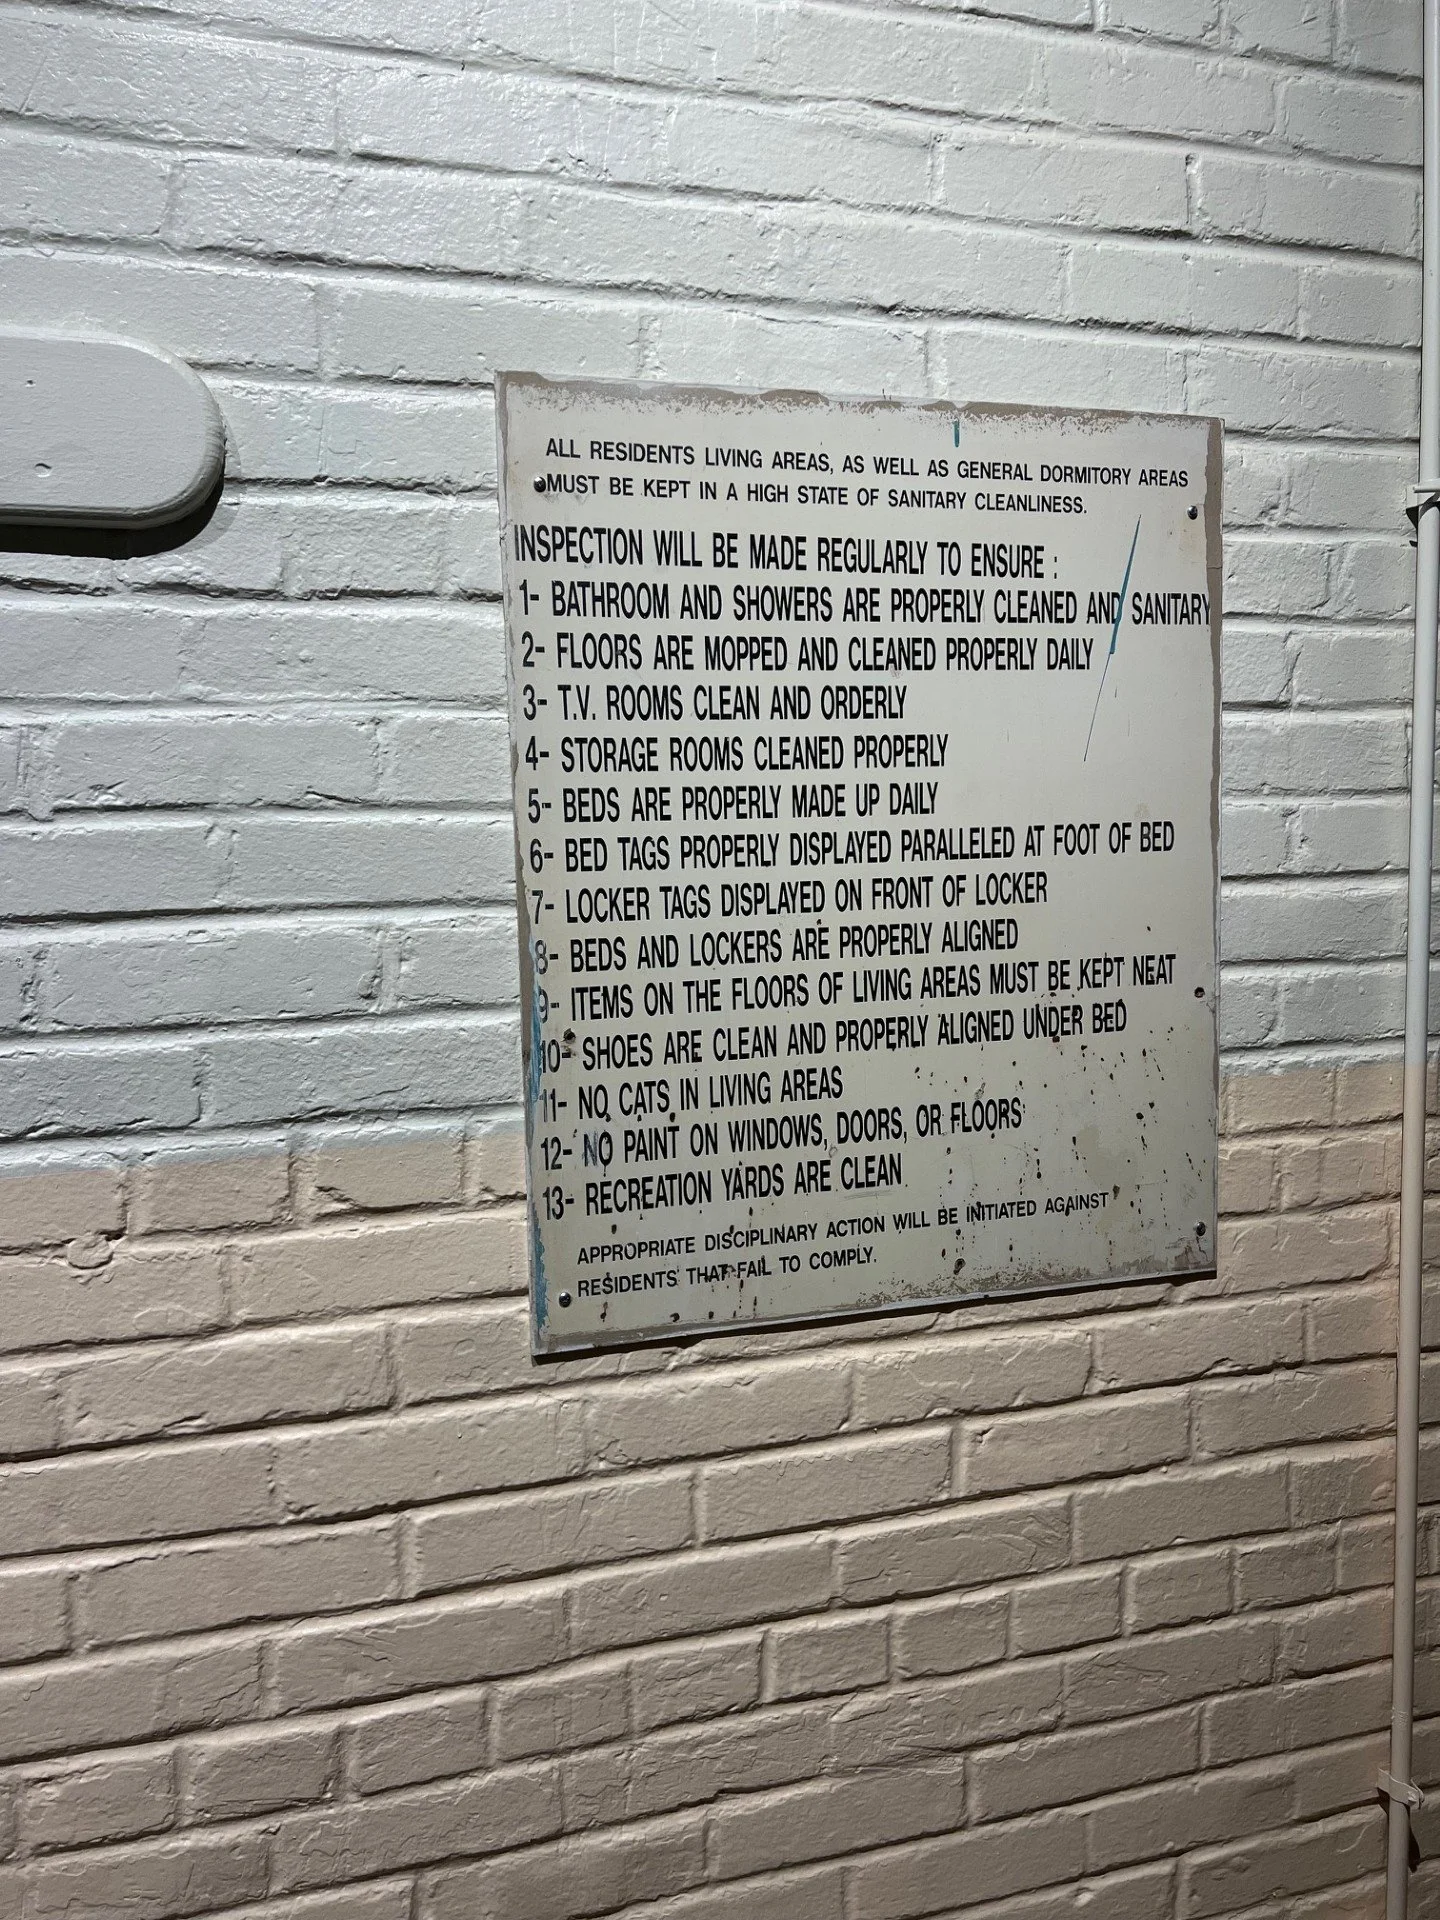 ALL RESIDENTS LIVING AREAS, AS WELL AS GENERAL DORMITORY AREAS
MUST BE KEPT IN A HIGH STATE OF SANITARY CLEANLINESS.
INSPECTION WILL BE MADE REGULARLY TO ENSURE :
1- BATHROOM AND SHOWERS ARE PROPERLY CLEANED AND SANITARY
2- FLOORS ARE MOPPED AND CLEANED PROPERLY DAILY
3- T.V. ROOMS CLEAN AND ORDERLY
4- STORAGE ROOMS CLEANED PROPERLY
5- BEDS ARE PROPERLY MADE UP DAILY
6- BED TAGS PROPERLY DISPLAYED PARALLELED AT FOOT OF BED
7- LOCKER TAGS DISPLAYED ON FRONT OF LOCKER
8- BEDS AND LOCKERS ARE PROPERLY ALIGNED
9- ITEMS ON THE FLOORS OF LIVING AREAS MUST BE KEPT NEAT
10- SHOES ARE CLEAN AND PROPERLY ALIGNED UNDER BED
11- NO CATS IN LIVING AREAS
12- NO PAINT ON WINDOWS, DOORS, OR FLOORS
13- RECREATION YARDS ARE CLEAN
APPROPRIATE DISCIPLINARY ACTION WILL BE INITIATED AGAINST
RESIDENTS THAT FAIL TO COMPLY.